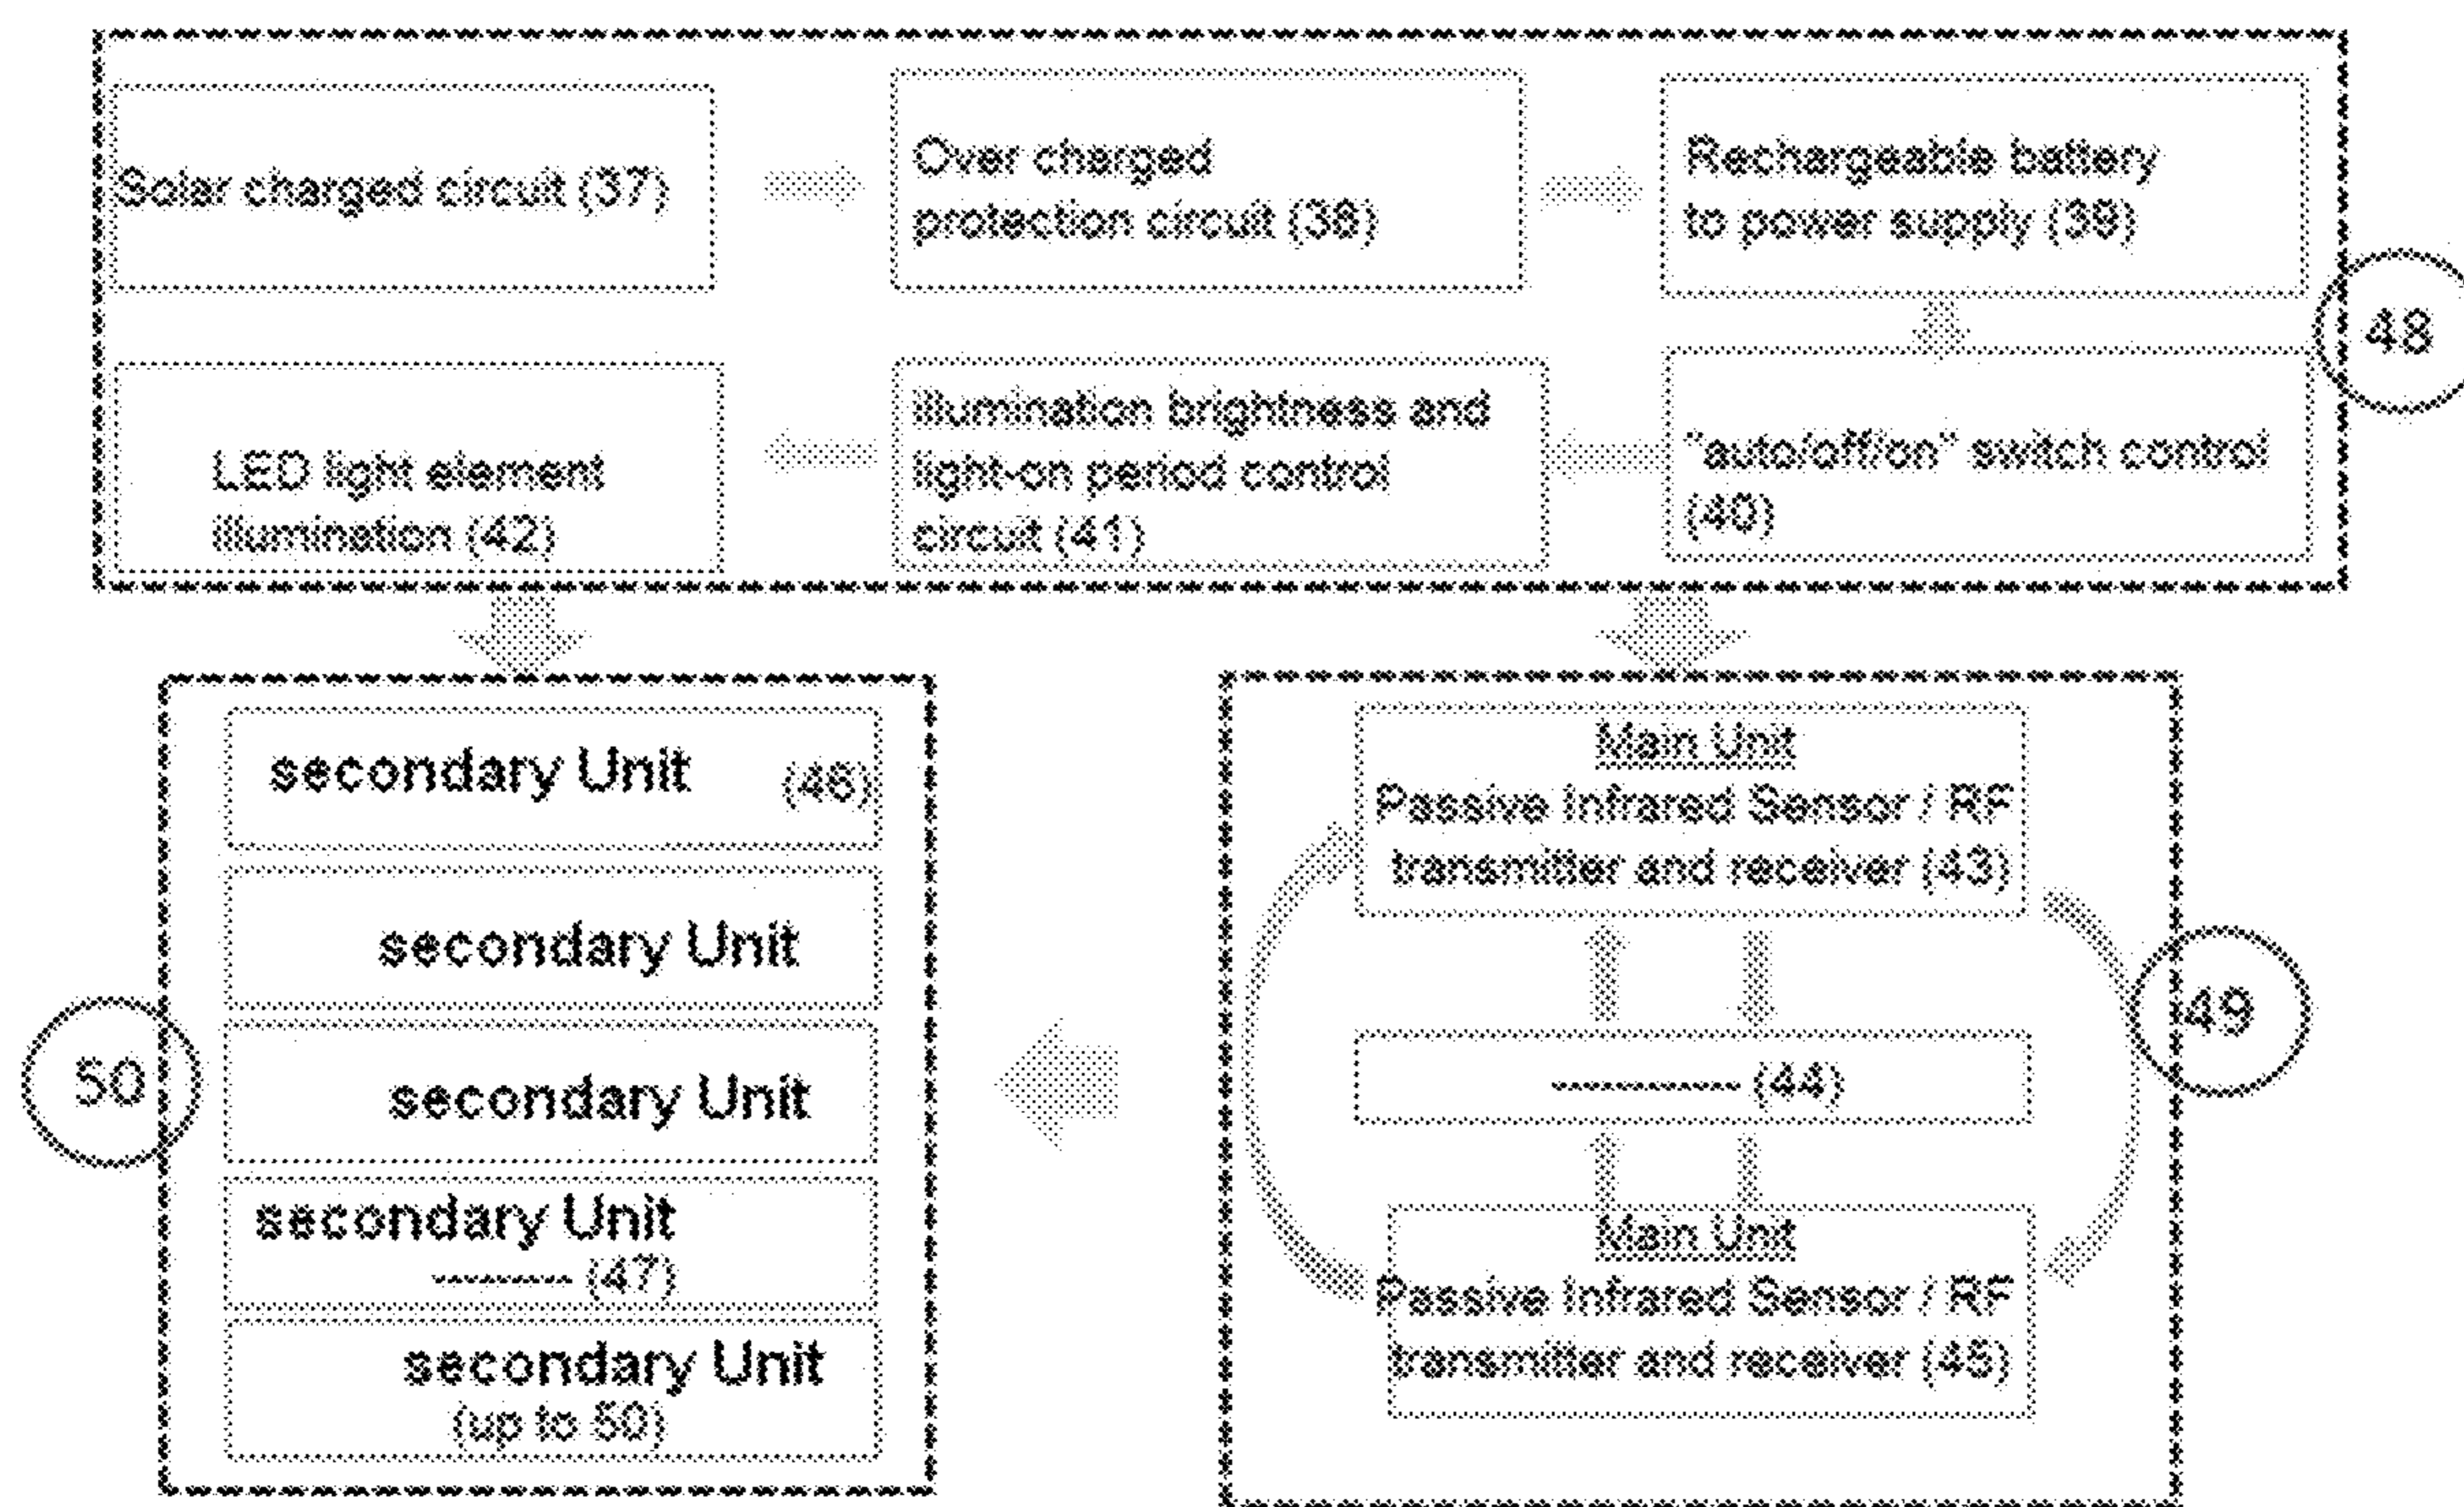 Solar charged circuit (37)
Over charged
protection circuit (38)
Rechargeable battery
to power supply (39)
48
LED light element
illumination (42)
illumination brightness and
light-on period control
circuit (41)
"auto/off/on" switch control
(40)
secondary Unit (46)
secondary Unit
secondary Unit
secondary Unit
---------- (47)
secondary Unit
(up to 50)
50
Main Unit
Passive Infrared Sensor / RF
transmitter and receiver (43)
------------- (44)
Main Unit
Passive Infrared Sensor / RF
transmitter and receiver (45)
49